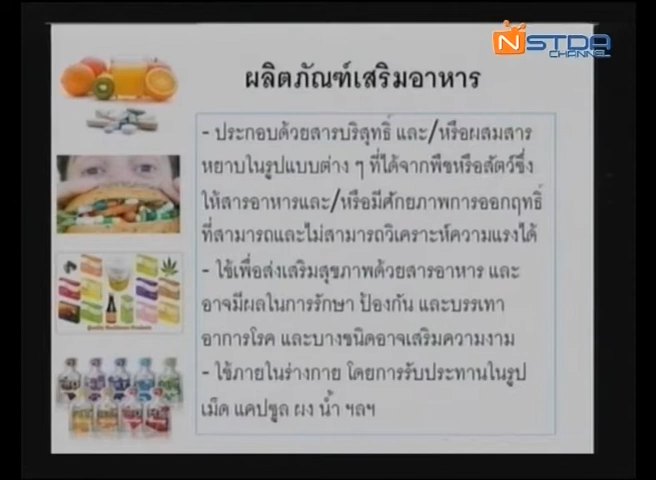 NSTDA
CHANNEL
ผลิตภัณฑ์เสริมอาหาร
- ประกอบด้วยสารบริสุทธิ์ และ/หรือผสมสาร
หยาบในรูปแบบต่าง ๆ ที่ได้จากพืชหรือสัตว์ซึ่ง
ให้สารอาหารและ/หรือมีศักยภาพการออกฤทธิ์
ที่สามารถและไม่สามารถวิเคราะห์ความแรงได้
- ใช้เพื่อส่งเสริมสุขภาพด้วยสารอาหาร และ
อาจมีผลในการรักษา ป้องกัน และบรรเทา
อาการโรค และบางชนิดอาจเสริมความงาม
- ใช้ภายในร่างกาย โดยการรับประทานในรูป
เม็ด แคปซูล ผง น้ำ ฯลฯ